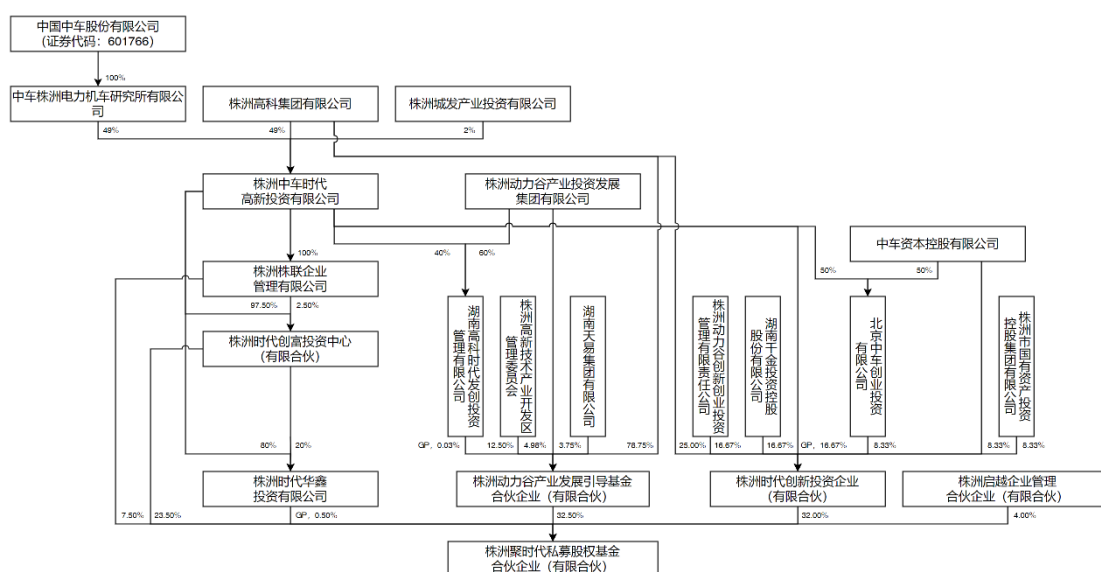 中国中车股份有限公司
(证券代码：601766)
100%
中车株洲电力机车研究所有限公
司
株洲高科集团有限公司
株洲城发产业投资有限公司
49%
49%
2%
株洲中车时代
高新投资有限公司
株洲动力谷产业投资发展
集团有限公司
中车资本控股有限公司
100%
40%
60%
50%
50%
株洲株联企业
管理有限公司
97.50%
2.50%
株洲时代创富投资中心
(有限合伙)
湖南高科时代发创投资
管理有限公司
株洲高新技术产业开发区
管理委员会
湖南天易集团有限公司
株洲动力谷创新创业投资
管理有限责任公司
湖南千金投资控股
股份有限公司
北京中车创业投资
有限公司
株洲市国有资产投资
控股集团有限公司
80%
20%
GP，0.03%
12.50%
4.98%
3.75%
78.75%
25.00%
16.67%
16.67%
GP，16.67%
8.33%
8.33%
8.33%
株洲时代华鑫
投资有限公司
株洲动力谷产业发展引导基金
合伙企业（有限合伙）
株洲时代创新投资企业
（有限合伙）
株洲启越企业管理
合伙企业（有限合伙）
7.50%
23.50%
GP，0.50%
32.50%
32.00%
4.00%
株洲聚时代私募股权基金
合伙企业（有限合伙）